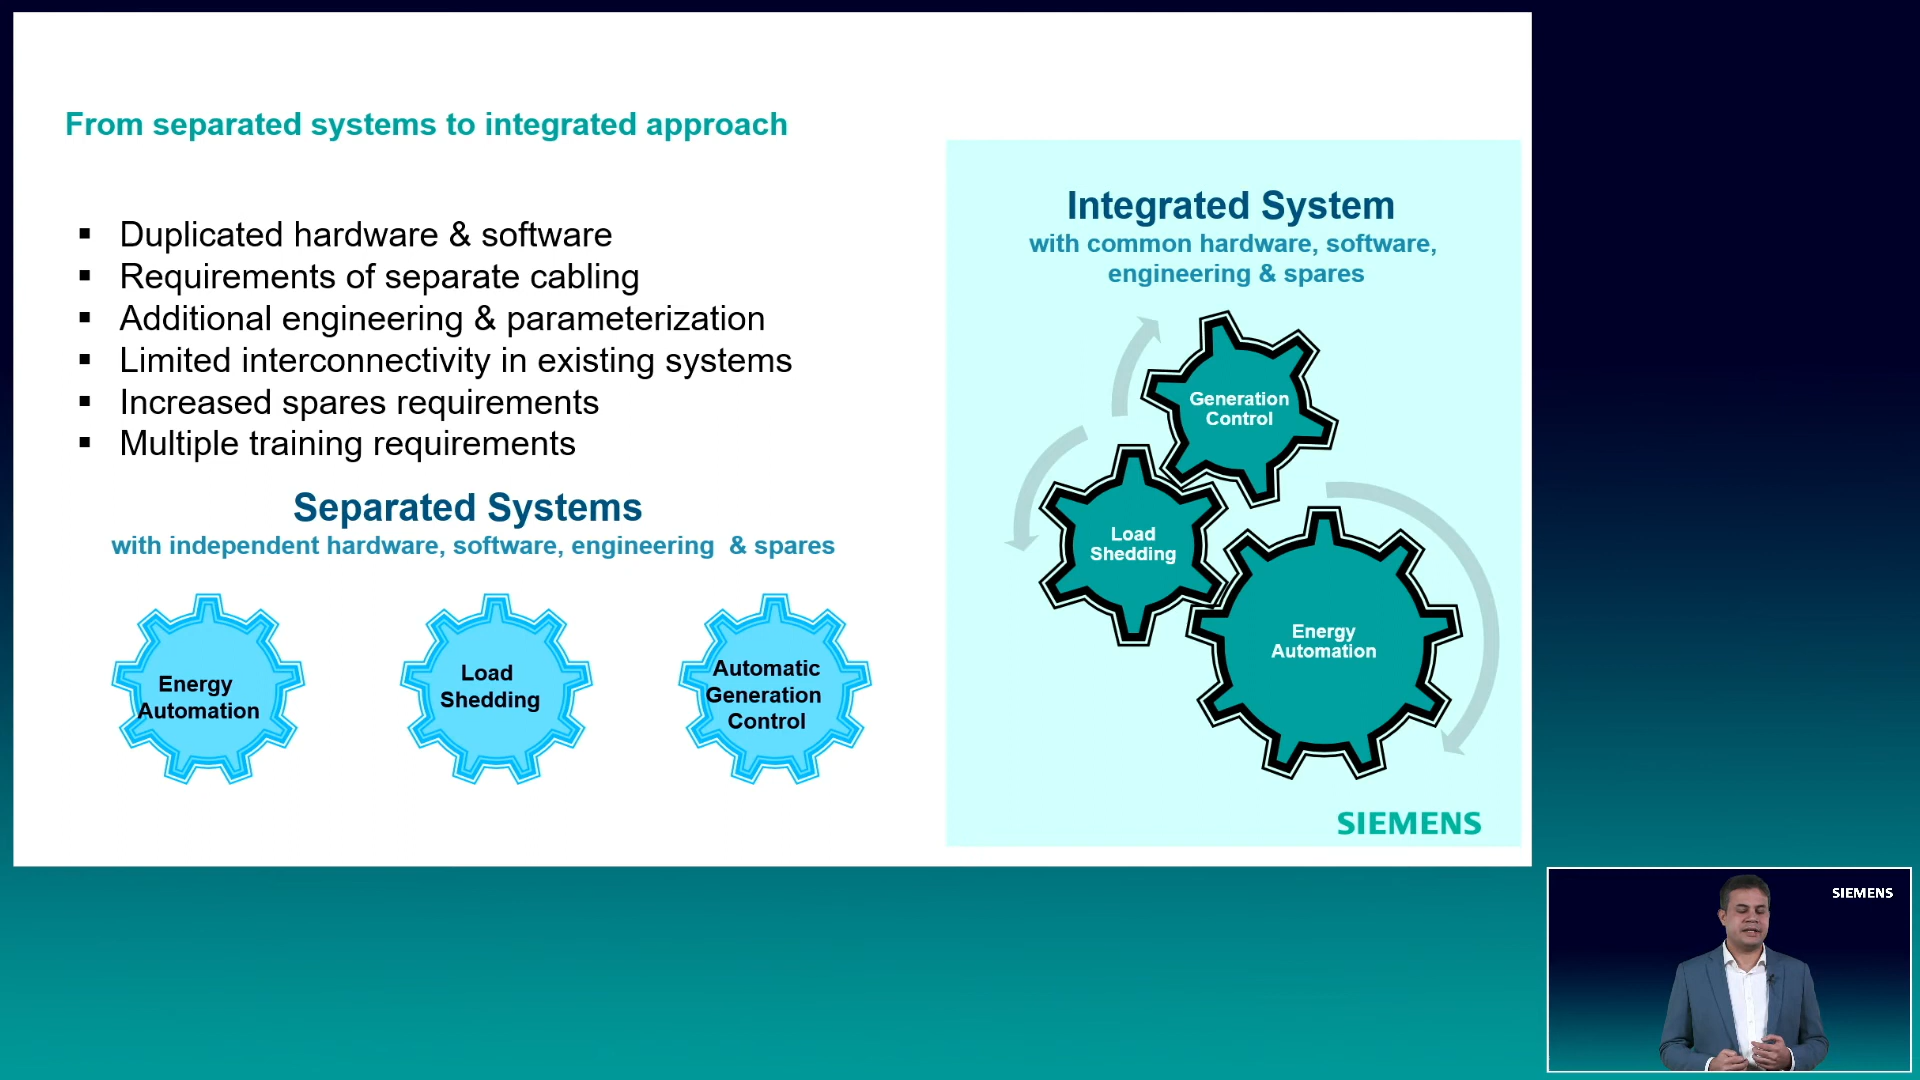 From separated systems to integrated approach
▪ Duplicated hardware & software
▪ Requirements of separate cabling
▪ Additional engineering & parameterization
▪ Limited interconnectivity in existing systems
▪ Increased spares requirements
▪ Multiple training requirements
Separated Systems
with independent hardware, software, engineering & spares
Energy
Automation
Load
Shedding
Automatic
Generation
Control
Integrated System
with common hardware, software,
engineering & spares
Generation
Control
Load
Shedding
Energy
Automation
SIEMENS
SIEMENS